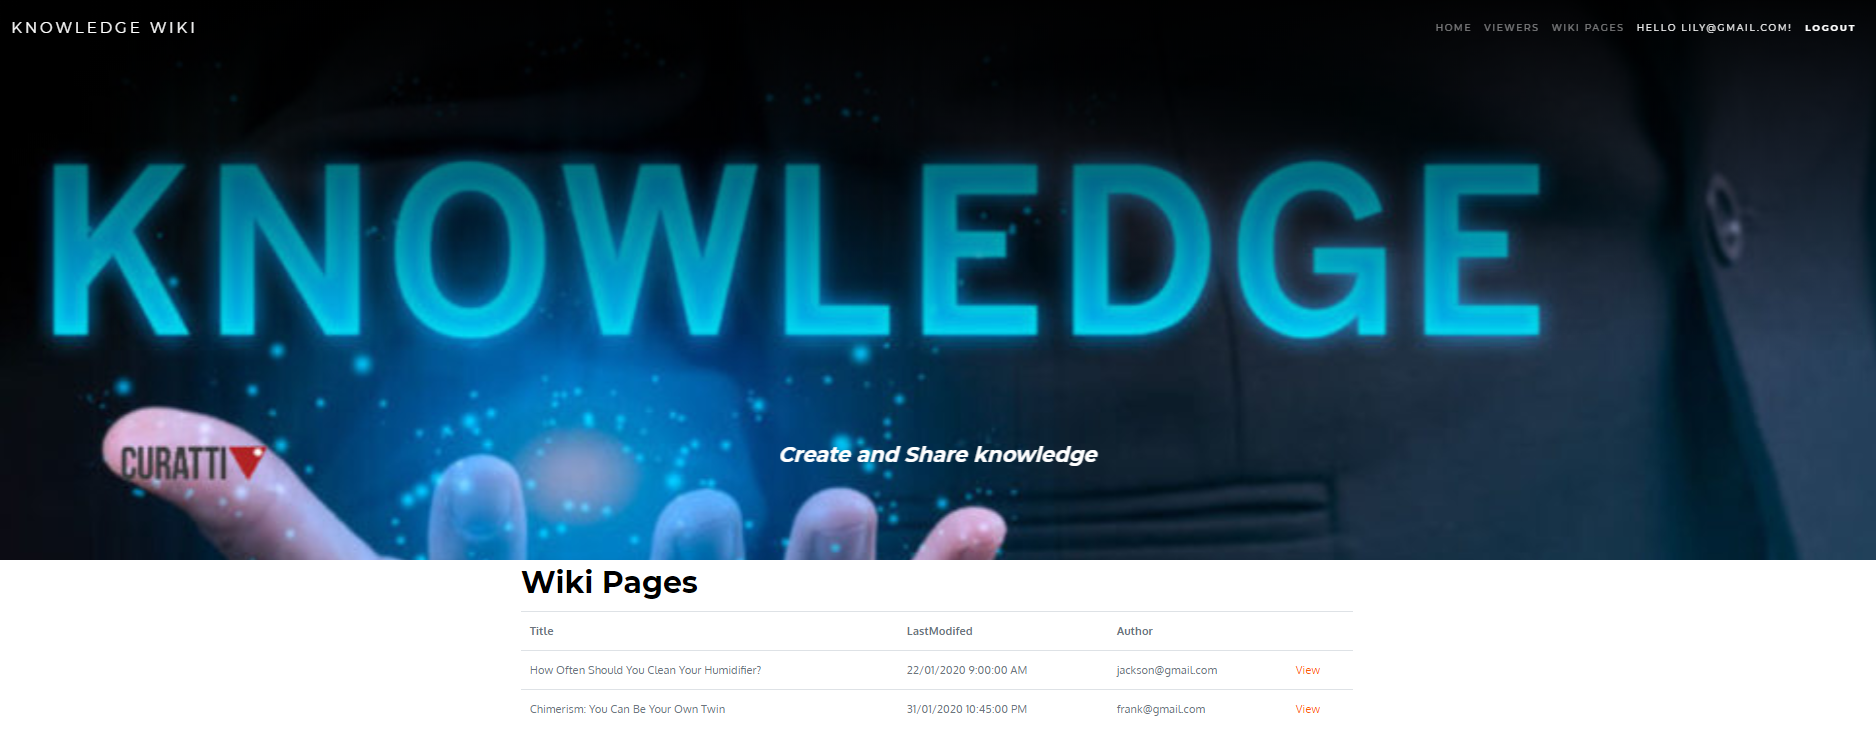 KNOWLEDGE WIKI
HOME VIEWERS WIKI PAGES HELLO LILY@GMAIL.COM! LOGOUT
KNOWLEDGE
CURATTI
Create and Share knowledge
Wiki Pages
Title LastModifed Author
How Often Should You Clean Your Humidifier? 22/01/2020 9:00:00 AM jackson@gmail.com View
Chimerism: You Can Be Your Own Twin 31/01/2020 10:45:00 PM frank@gmail.com View